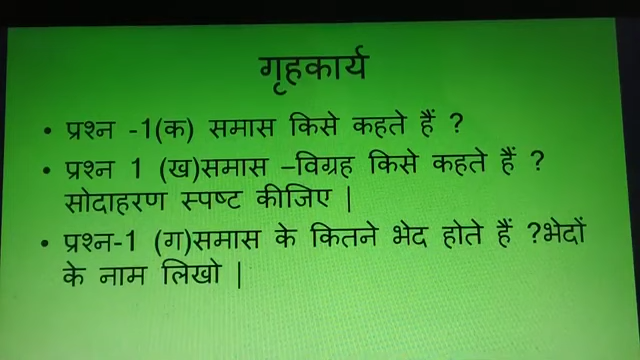 गृहकार्य
• प्रश्न -1(क) समास किसे कहते हैं ?
• प्रश्न 1 (ख)समास –विग्रह किसे कहते हैं ?
सोदाहरण स्पष्ट कीजिए |
• प्रश्न-1 (ग)समास के कितने भेद होते हैं ?भेदों
के नाम लिखो |